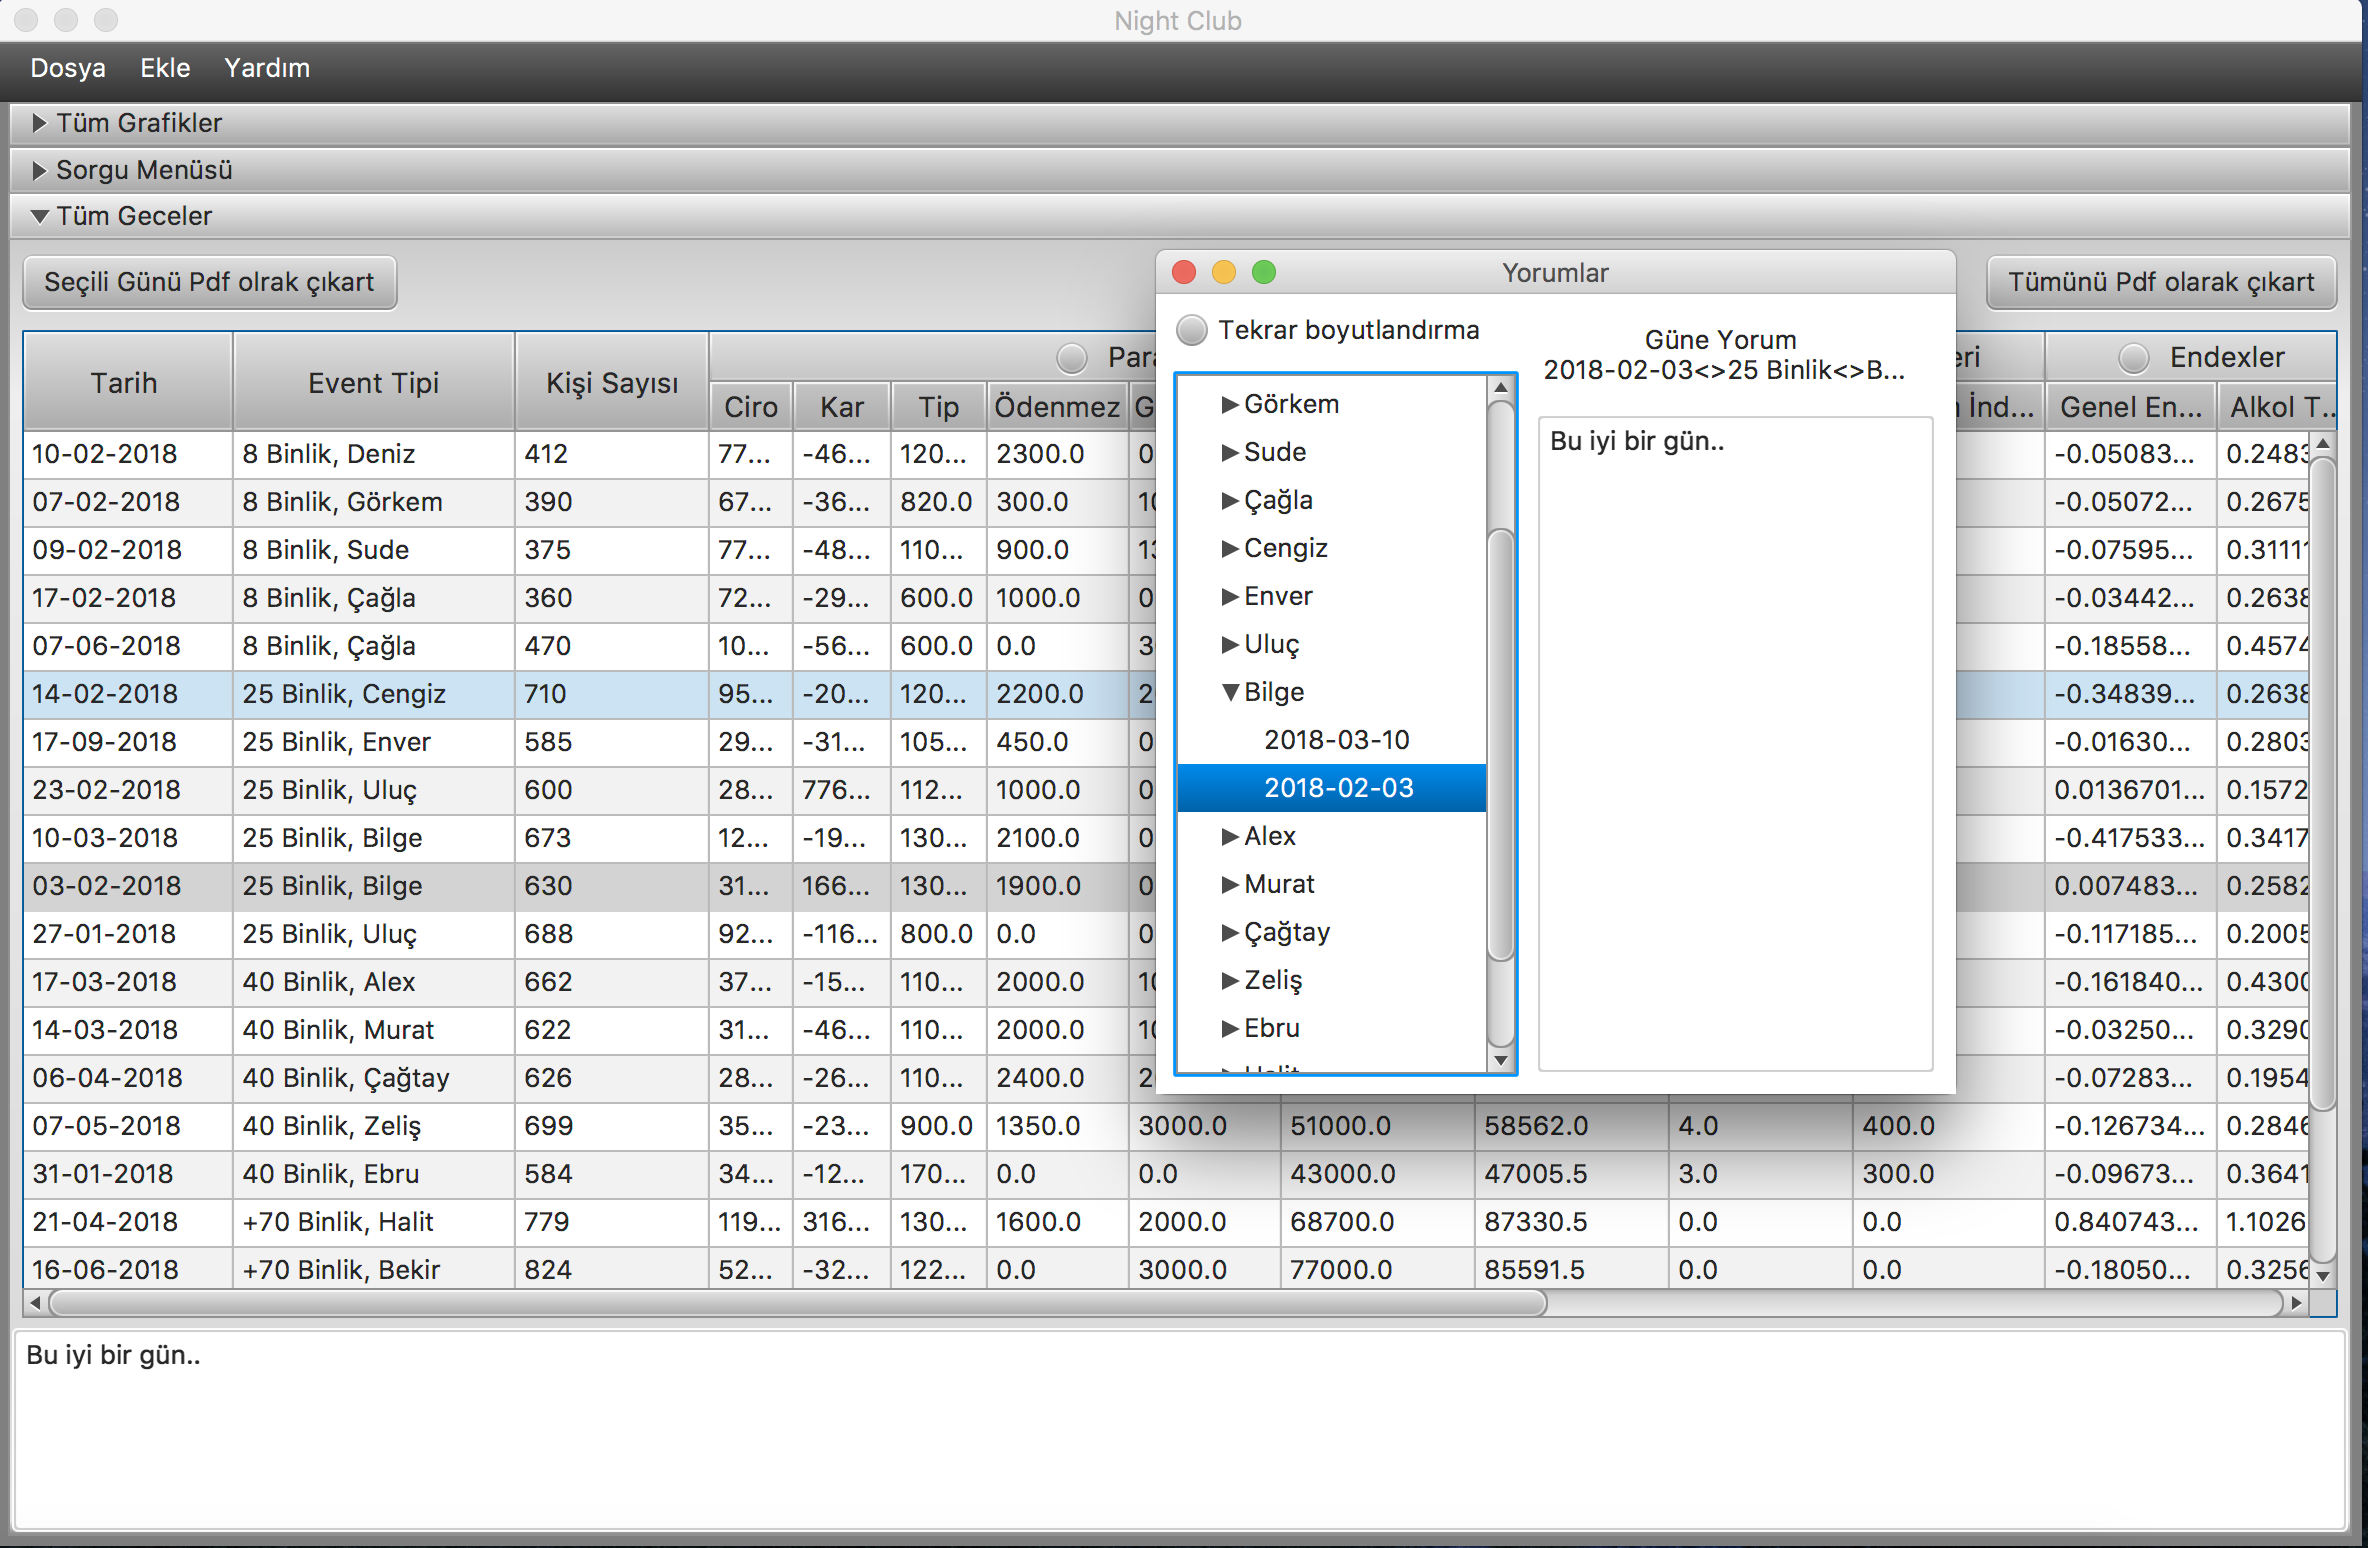 Night Club
Dosya Ekle Yardım
Tüm Grafikler
Sorgu Menüsü
Tüm Geceler
Seçili Günü Pdf olrak çıkart
Tümünü Pdf olarak çıkart
Tarih Event Tipi Kişi Sayısı Endexler
Ciro Kar Tip Ödenmez İnd... Genel En... Alkol T...
10-02-2018 8 Binlik, Deniz 412 77... -46... 120... 2300.0 -0.05083... 0.2483
07-02-2018 8 Binlik, Görkem 390 67... -36... 820.0 300.0 -0.05072... 0.2675
09-02-2018 8 Binlik, Sude 375 77... -48... 110... 900.0 -0.07595... 0.3111
17-02-2018 8 Binlik, Çağla 360 72... -29... 600.0 1000.0 -0.03442... 0.2638
07-06-2018 8 Binlik, Çağla 470 10... -56... 600.0 0.0 -0.18558... 0.4574
14-02-2018 25 Binlik, Cengiz 710 95... -20... 120... 2200.0 -0.34839... 0.2638
17-09-2018 25 Binlik, Enver 585 29... -31... 105... 450.0 -0.01630... 0.2803
23-02-2018 25 Binlik, Uluç 600 28... 776... 112... 1000.0 0.0136701... 0.1572
10-03-2018 25 Binlik, Bilge 673 12... -19... 130... 2100.0 -0.417533... 0.3417
03-02-2018 25 Binlik, Bilge 630 31... 166... 130... 1900.0 0.007483... 0.2582
27-01-2018 25 Binlik, Uluç 688 92... -116... 800.0 0.0 -0.117185... 0.2005
17-03-2018 40 Binlik, Alex 662 37... -15... 110... 2000.0 -0.161840... 0.4300
14-03-2018 40 Binlik, Murat 622 31... -46... 110... 2000.0 -0.03250... 0.3290
06-04-2018 40 Binlik, Çağtay 626 28... -26... 110... 2400.0 -0.07283... 0.1954
07-05-2018 40 Binlik, Zeliş 699 35... -23... 900.0 1350.0 3000.0 51000.0 58562.0 4.0 400.0 -0.126734... 0.2846
31-01-2018 40 Binlik, Ebru 584 34... -12... 170... 0.0 0.0 43000.0 47005.5 3.0 300.0 -0.09673... 0.3641
21-04-2018 +70 Binlik, Halit 779 119... 316... 130... 1600.0 2000.0 68700.0 87330.5 0.0 0.0 0.840743... 1.1026
16-06-2018 +70 Binlik, Bekir 824 52... -32... 122... 0.0 3000.0 77000.0 85591.5 0.0 0.0 -0.18050... 0.3256
Bu iyi bir gün..
Yorumlar
Tekrar boyutlandırma
Görkem
Sude
Çağla
Cengiz
Enver
Uluç
Bilge
2018-03-10
2018-02-03
Alex
Murat
Çağtay
Zeliş
Ebru
Güne Yorum
2018-02-03<>25 Binlik<>B...
Bu iyi bir gün..